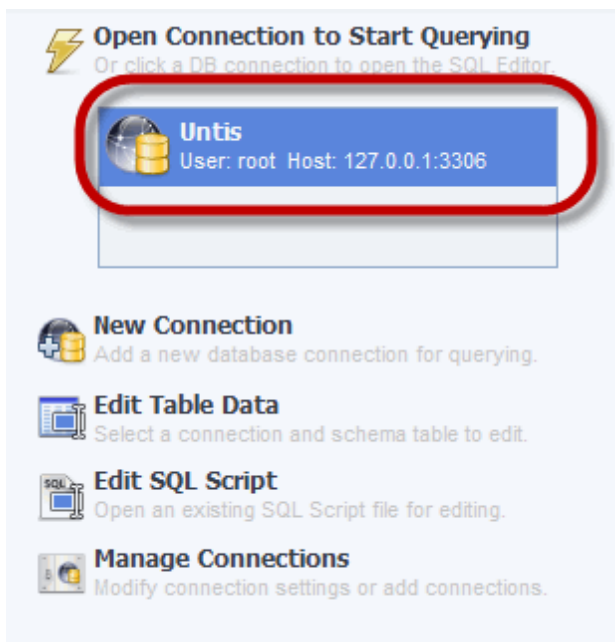 Open Connection to Start Querying
Or click a DB connection to open the SQL Editor.
Untis
User: root Host: 127.0.0.1:3306
New Connection
Add a new database connection for querying.
Edit Table Data
Select a connection and schema table to edit.
SQL
Edit SQL Script
Open an existing SQL Script file for editing.
Manage Connections
Modify connection settings or add connections.